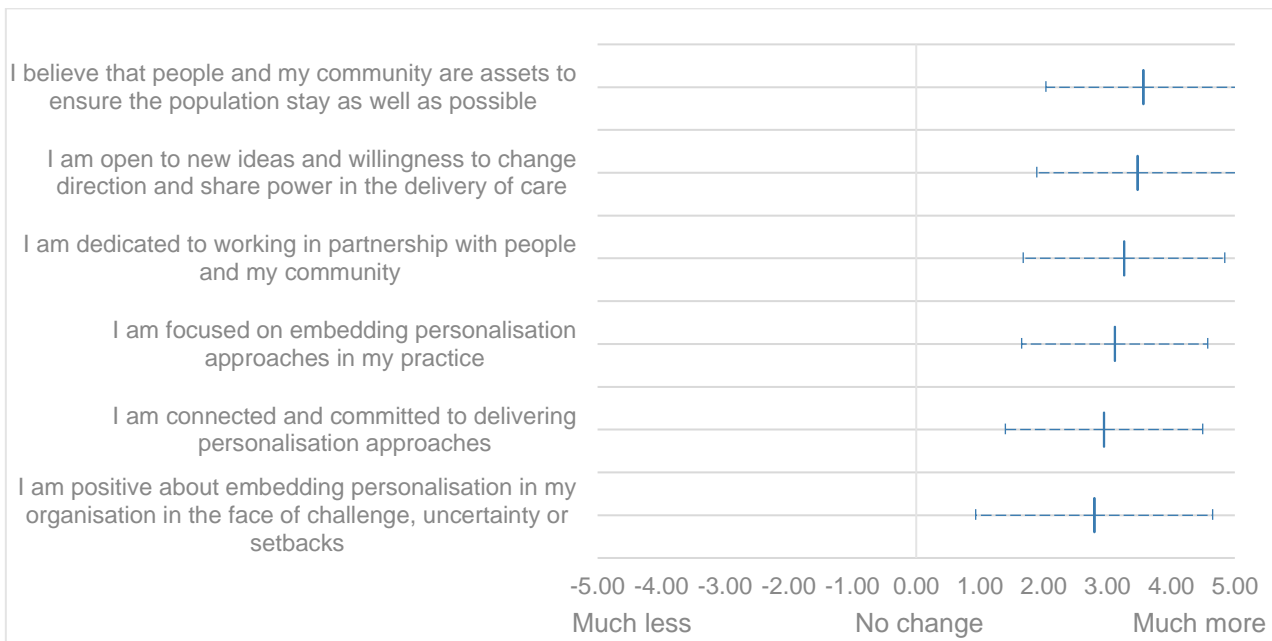 I believe that people and my community are assets to
ensure the population stay as well as possible
I am open to new ideas and willingness to change
direction and share power in the delivery of care
I am dedicated to working in partnership with people
and my community
I am focused on embedding personalisation
approaches in my practice
I am connected and committed to delivering
personalisation approaches
I am positive about embedding personalisation in my
organisation in the face of challenge, uncertainty or
setbacks
-5.00 -4.00 -3.00 -2.00 -1.00 0.00 1.00 2.00 3.00 4.00 5.00
Much less No change Much more